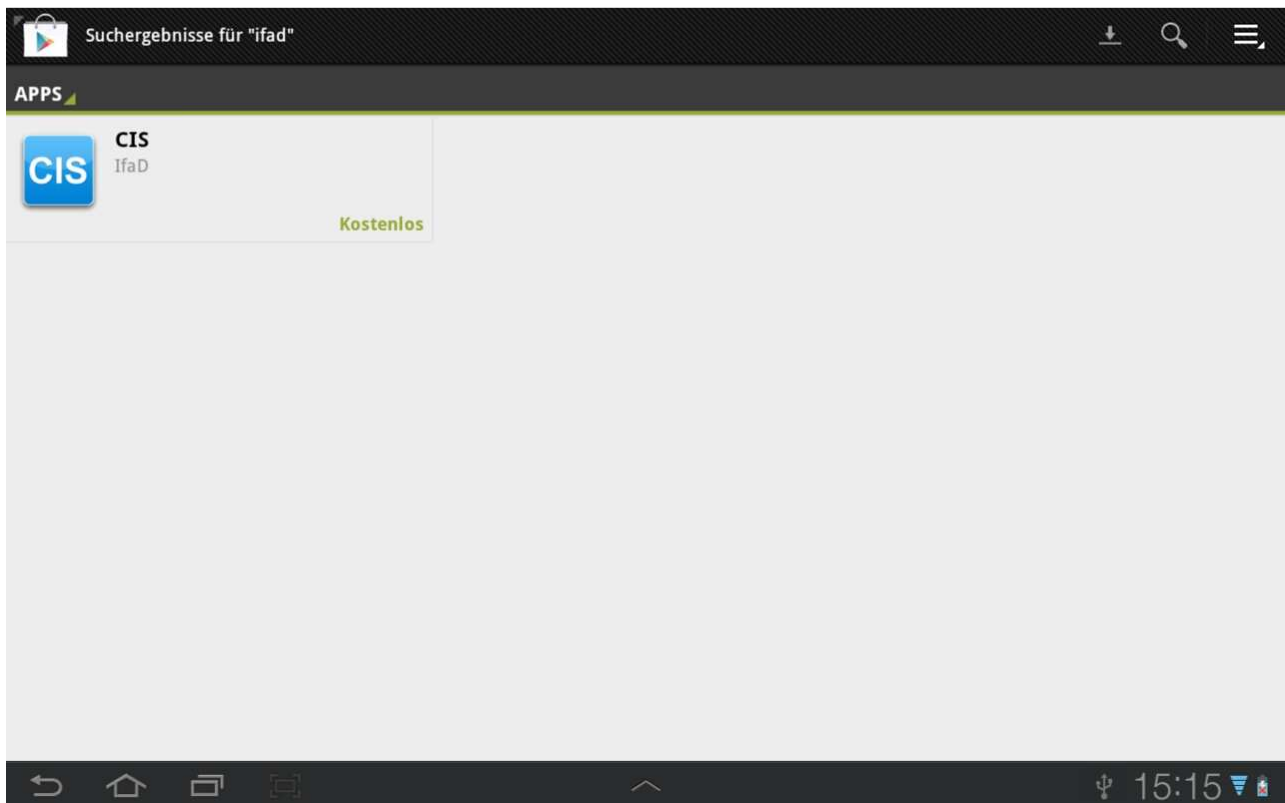 Suchergebnisse für "ifad"
APPS
CIS
CIS
IfaD
Kostenlos
15:15